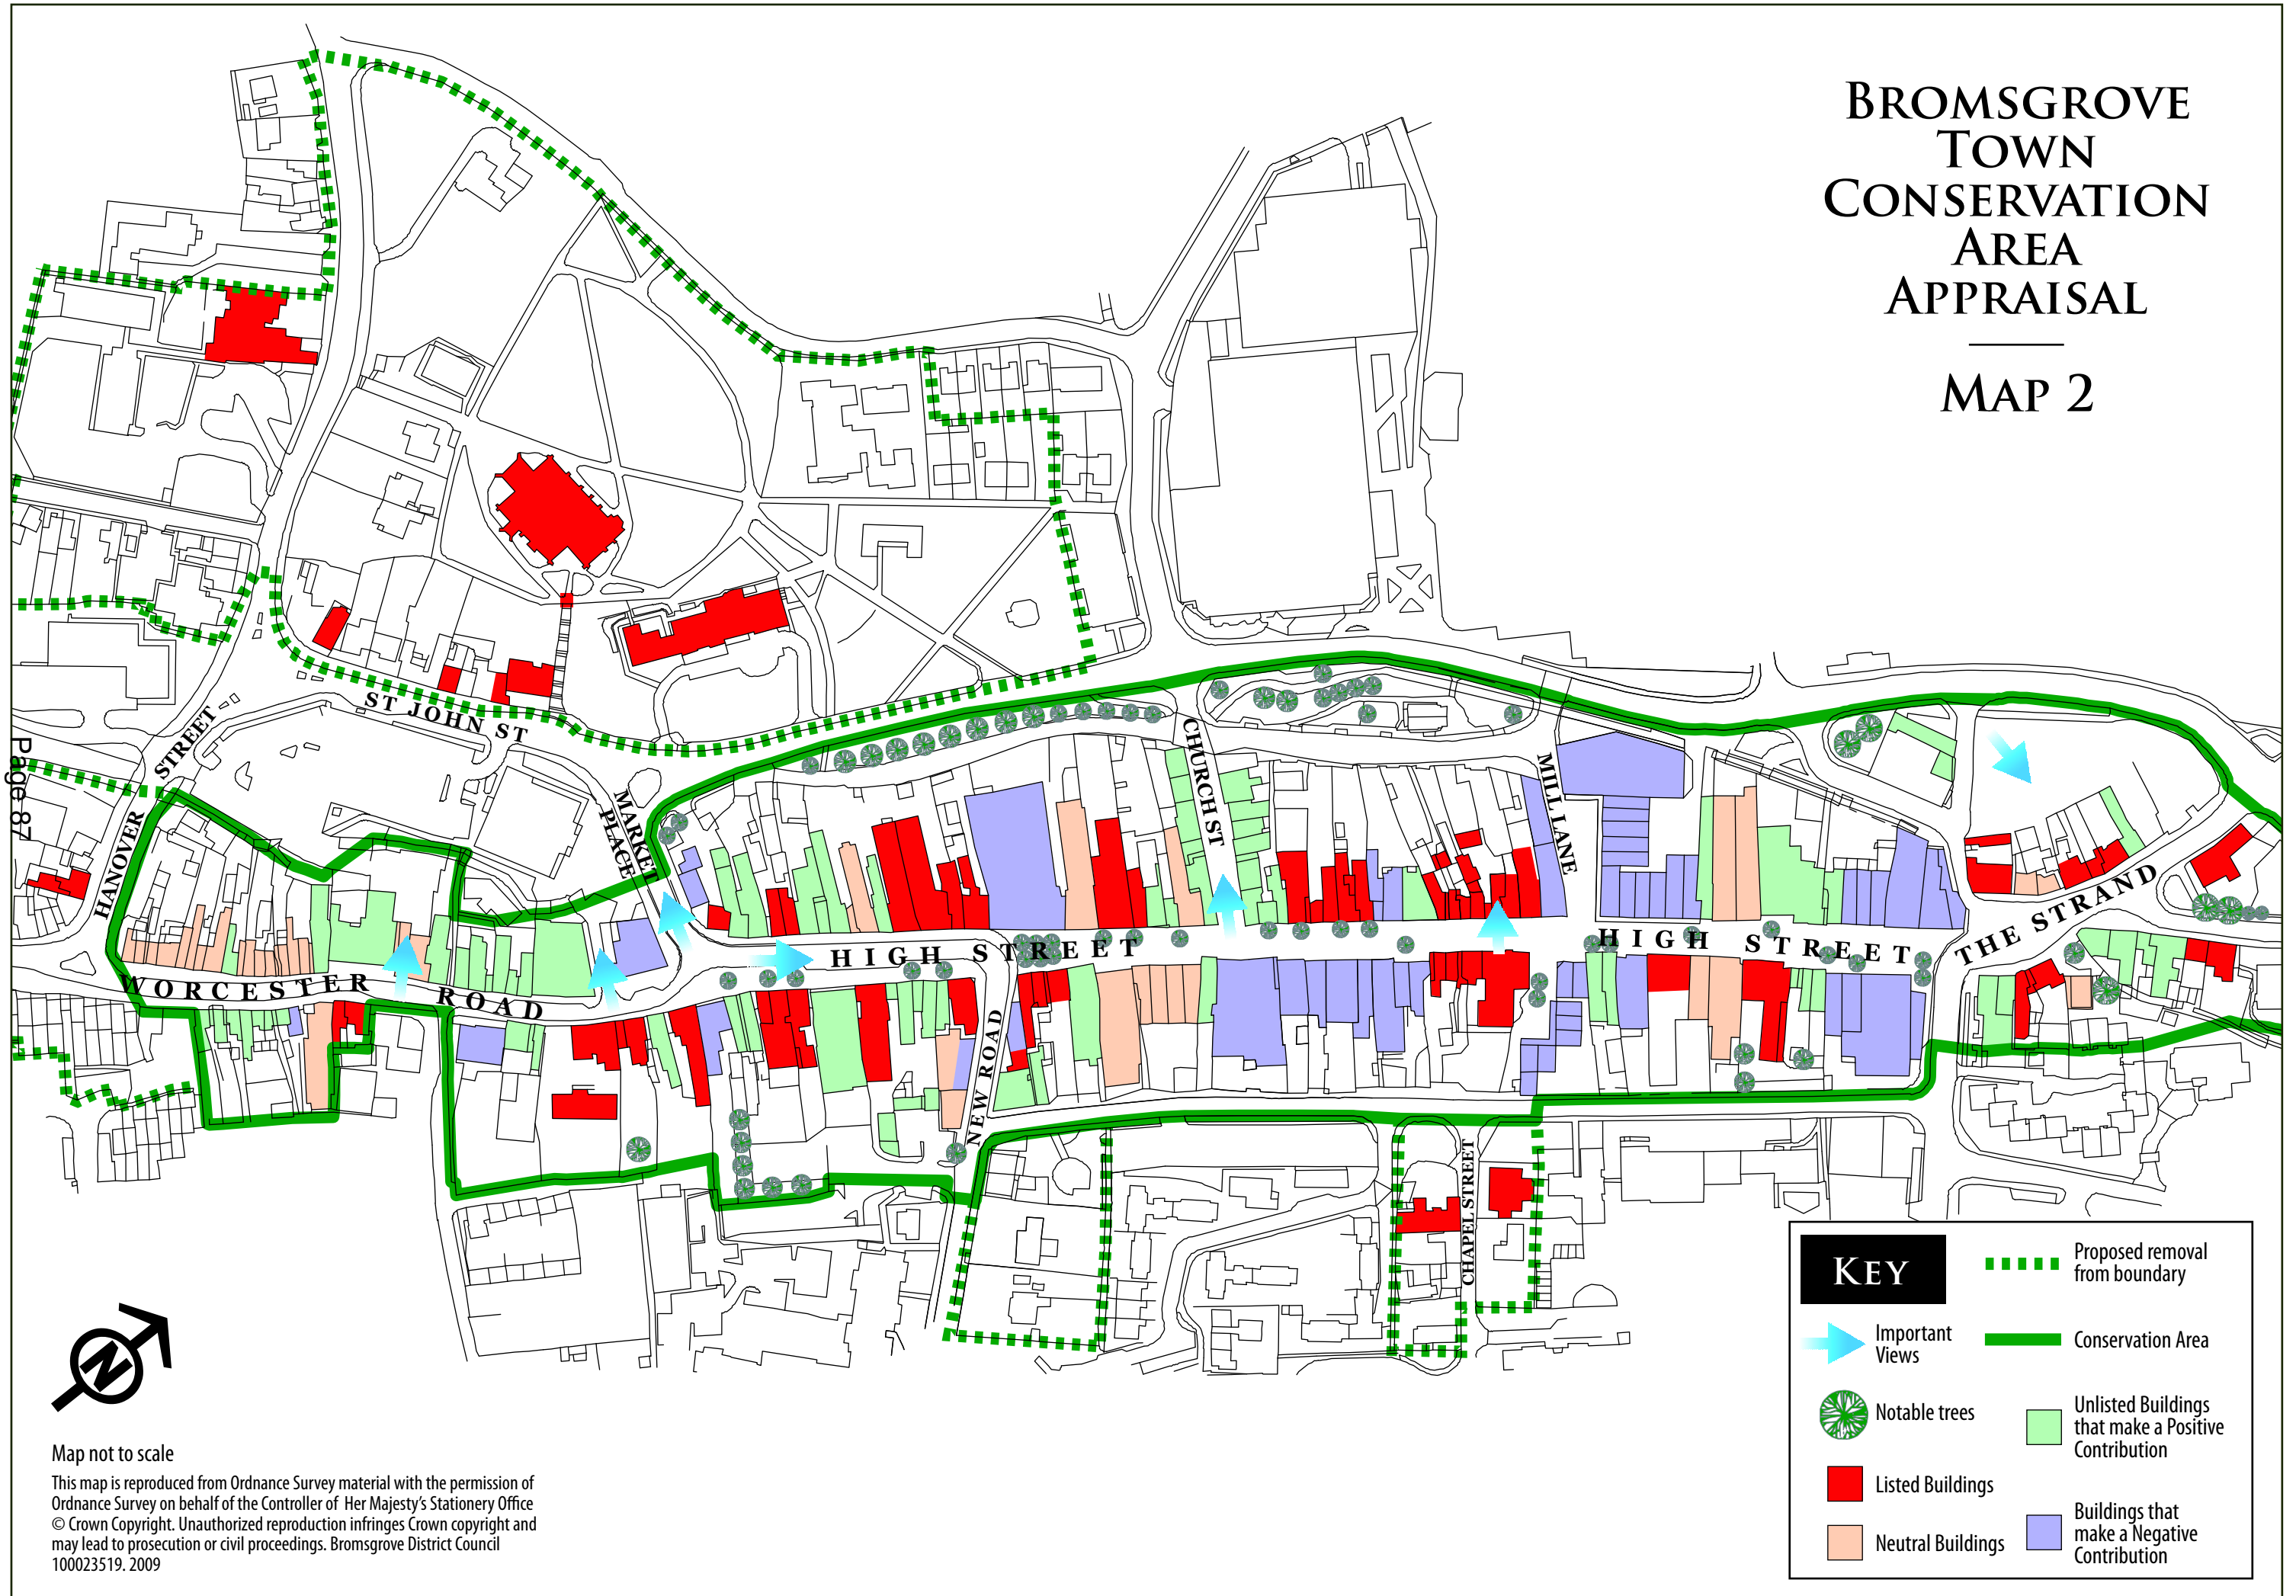 BROMSGROVE
TOWN
CONSERVATION
AREA
APPRAISAL
MAP 2
ST JOHN ST
HANOVER STREET
Page 87
HANOVER
MARKET
PLACE
CHURCH ST
MILL LANE
HIGH STREET
HIGH STREET
THE STRAND
WORCESTER ROAD
NEW ROAD
CHAPEL STREET
KEY
Proposed removal
from boundary
Important
Views
Conservation Area
Notable trees
Unlisted Buildings
that make a Positive
Contribution
Listed Buildings
Neutral Buildings
Buildings that
make a Negative
Contribution
N
Map not to scale
This map is reproduced from Ordnance Survey material with the permission of
Ordnance Survey on behalf of the Controller of Her Majesty's Stationery Office
© Crown Copyright. Unauthorized reproduction infringes Crown copyright and
may lead to prosecution or civil proceedings. Bromsgrove District Council
100023519. 2009